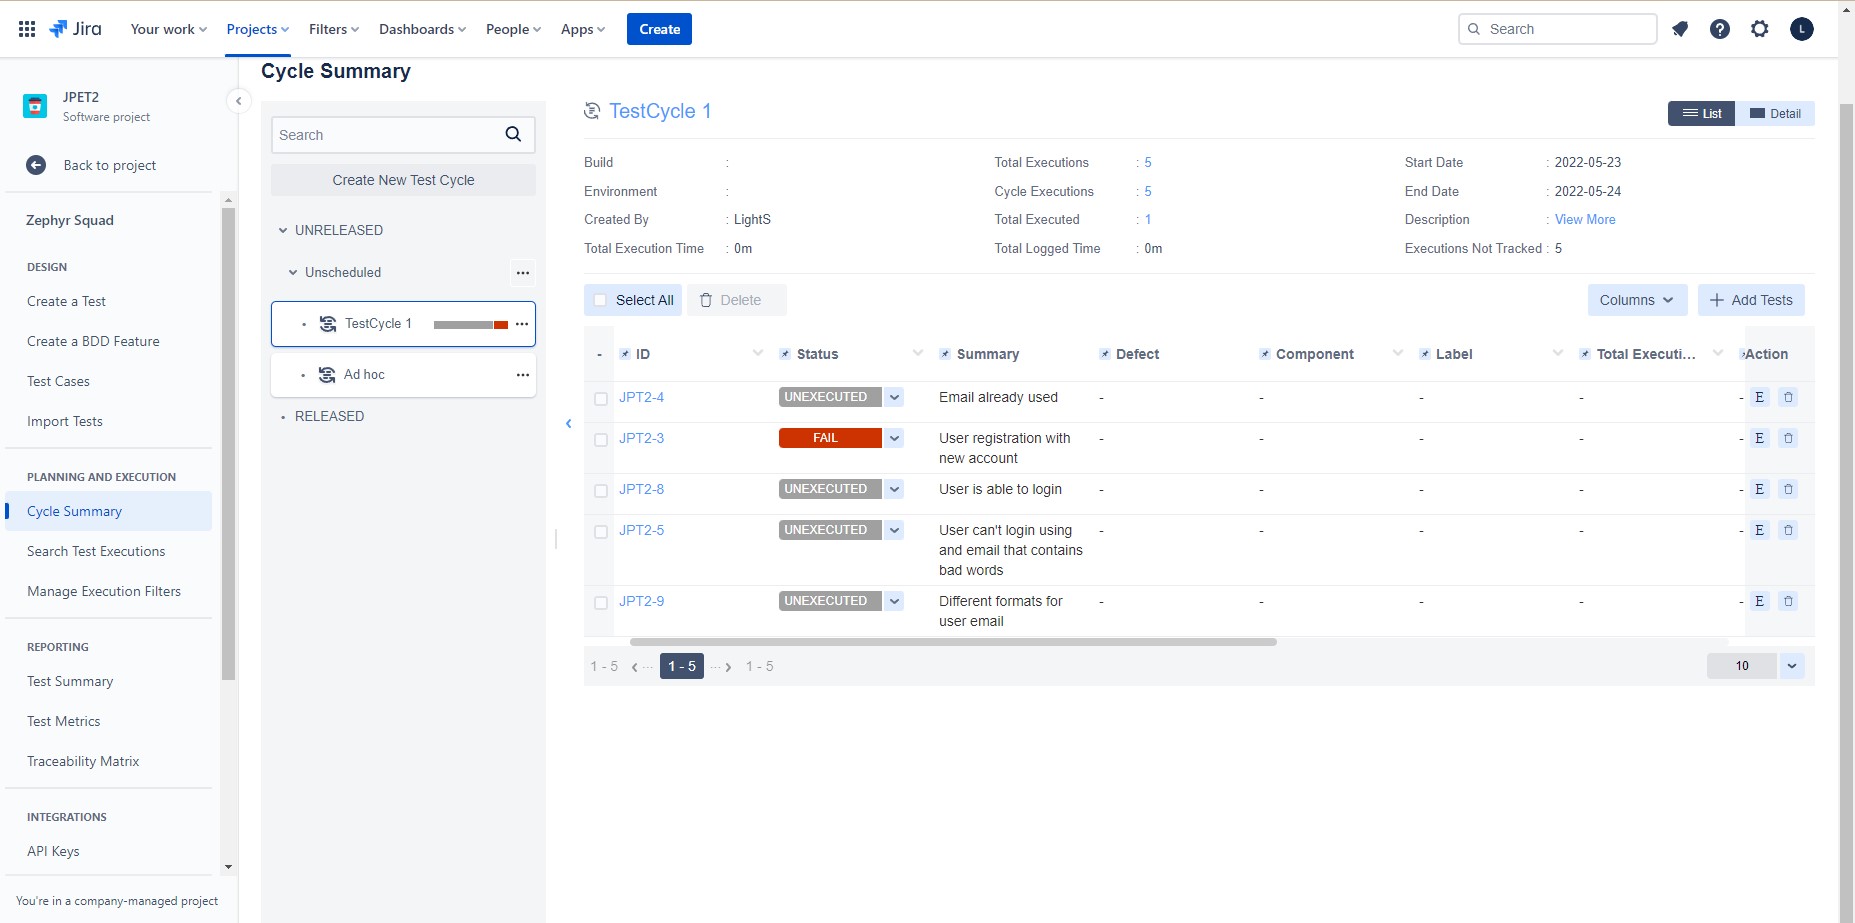 Jira
Your work
Projects
Filters
Dashboards
People
Apps
Create
Search
L
JPET2
Software project
Back to project
Zephyr Squad
DESIGN
Create a Test
Create a BDD Feature
Test Cases
Import Tests
PLANNING AND EXECUTION
Cycle Summary
Search Test Executions
Manage Execution Filters
REPORTING
Test Summary
Test Metrics
Traceability Matrix
INTEGRATIONS
API Keys
You're in a company-managed project
Cycle Summary
Search
Create New Test Cycle
UNRELEASED
Unscheduled
TestCycle 1
Ad hoc
RELEASED
TestCycle 1
List
Detail
Build :
Total Executions : 5
Start Date : 2022-05-23
Environment :
Cycle Executions : 5
End Date : 2022-05-24
Created By : LightS
Total Executed : 1
Description : View More
Total Execution Time : 0m
Total Logged Time : 0m
Executions Not Tracked : 5
Select All
Delete
Columns
Add Tests
- ID Status Summary Defect Component Label Total Executi... Action
JPT2-4 UNEXECUTED Email already used - - - - - E
JPT2-3 FAIL User registration with - - - - - E
new account
JPT2-8 UNEXECUTED User is able to login - - - - - E
JPT2-5 UNEXECUTED User can't login using - - - - - E
and email that contains
bad words
JPT2-9 UNEXECUTED Different formats for - - - - - E
user email
1 - 5 < ... 1 - 5 ... > 1 - 5
10